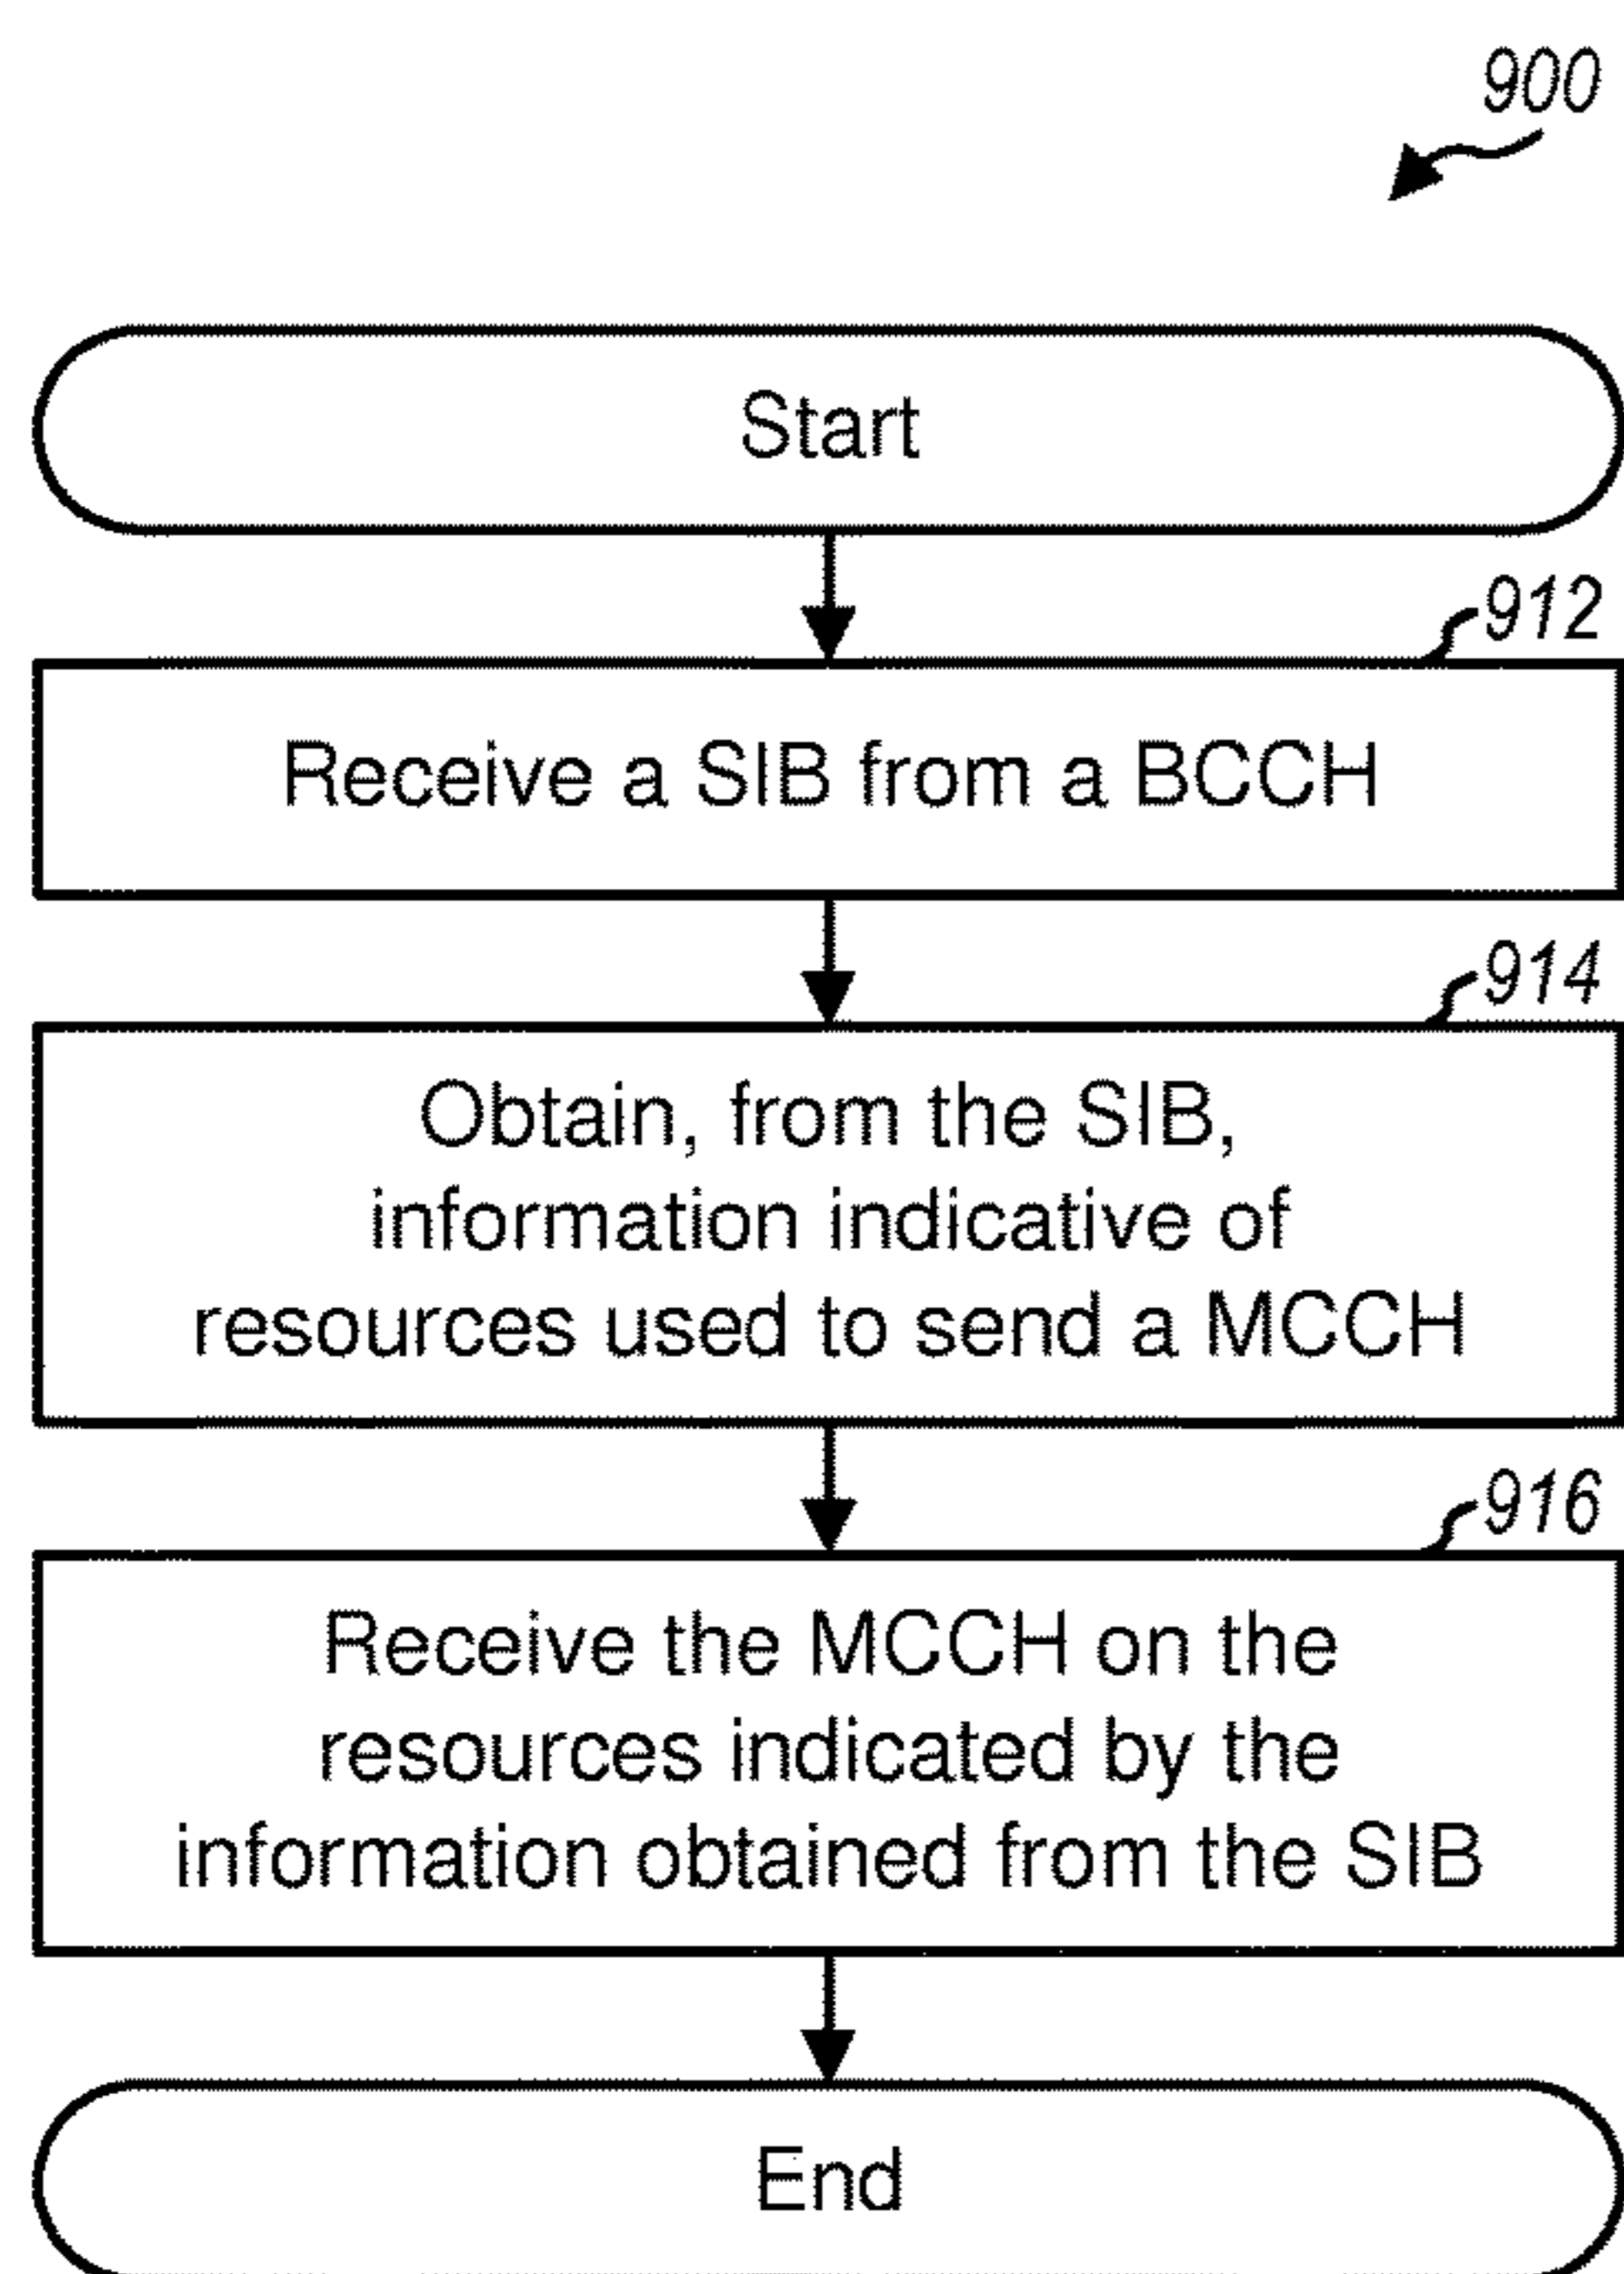 900
Start
912
Receive a SIB from a BCCH
914
Obtain, from the SIB,
information indicative of
resources used to send a MCCH
916
Receive the MCCH on the
resources indicated by the
information obtained from the SIB
End